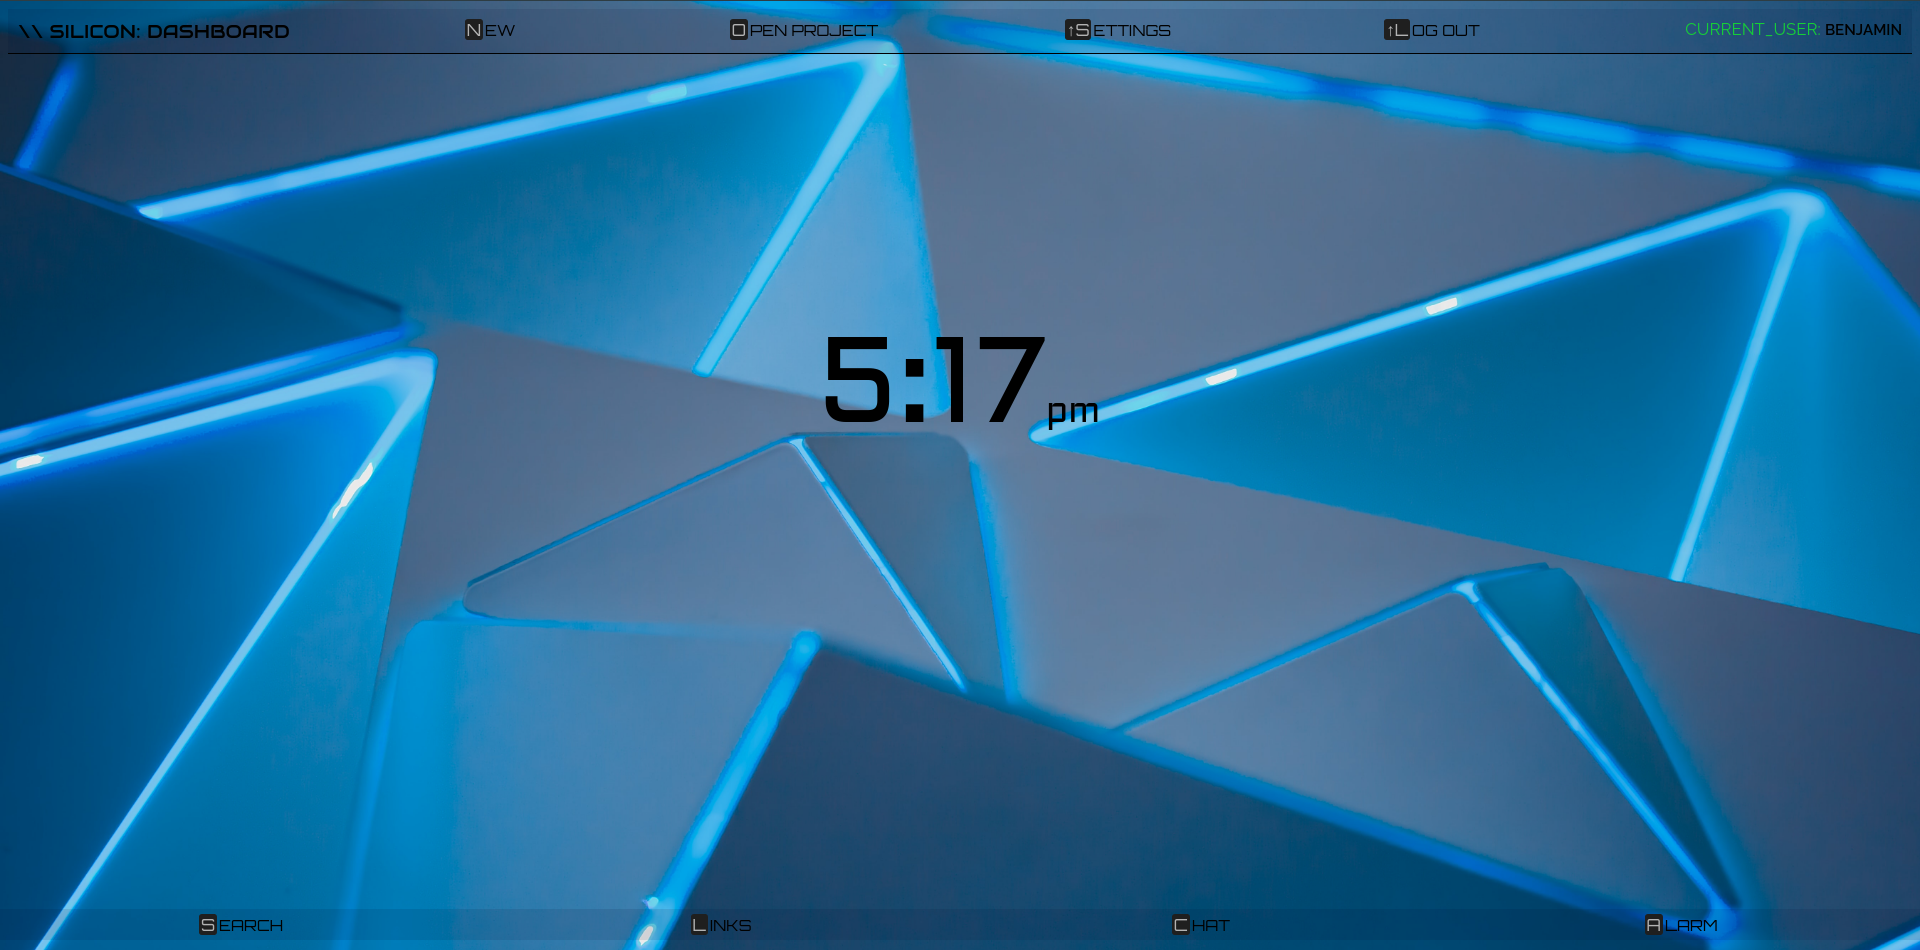 \\ SILICON: DASHBOARD NEW OPEN PROJECT ↑SETTINGS ↑LOG OUT CURRENT_USER: BENJAMIN
5:17 pm
SEARCH LINKS CHAT ALARM